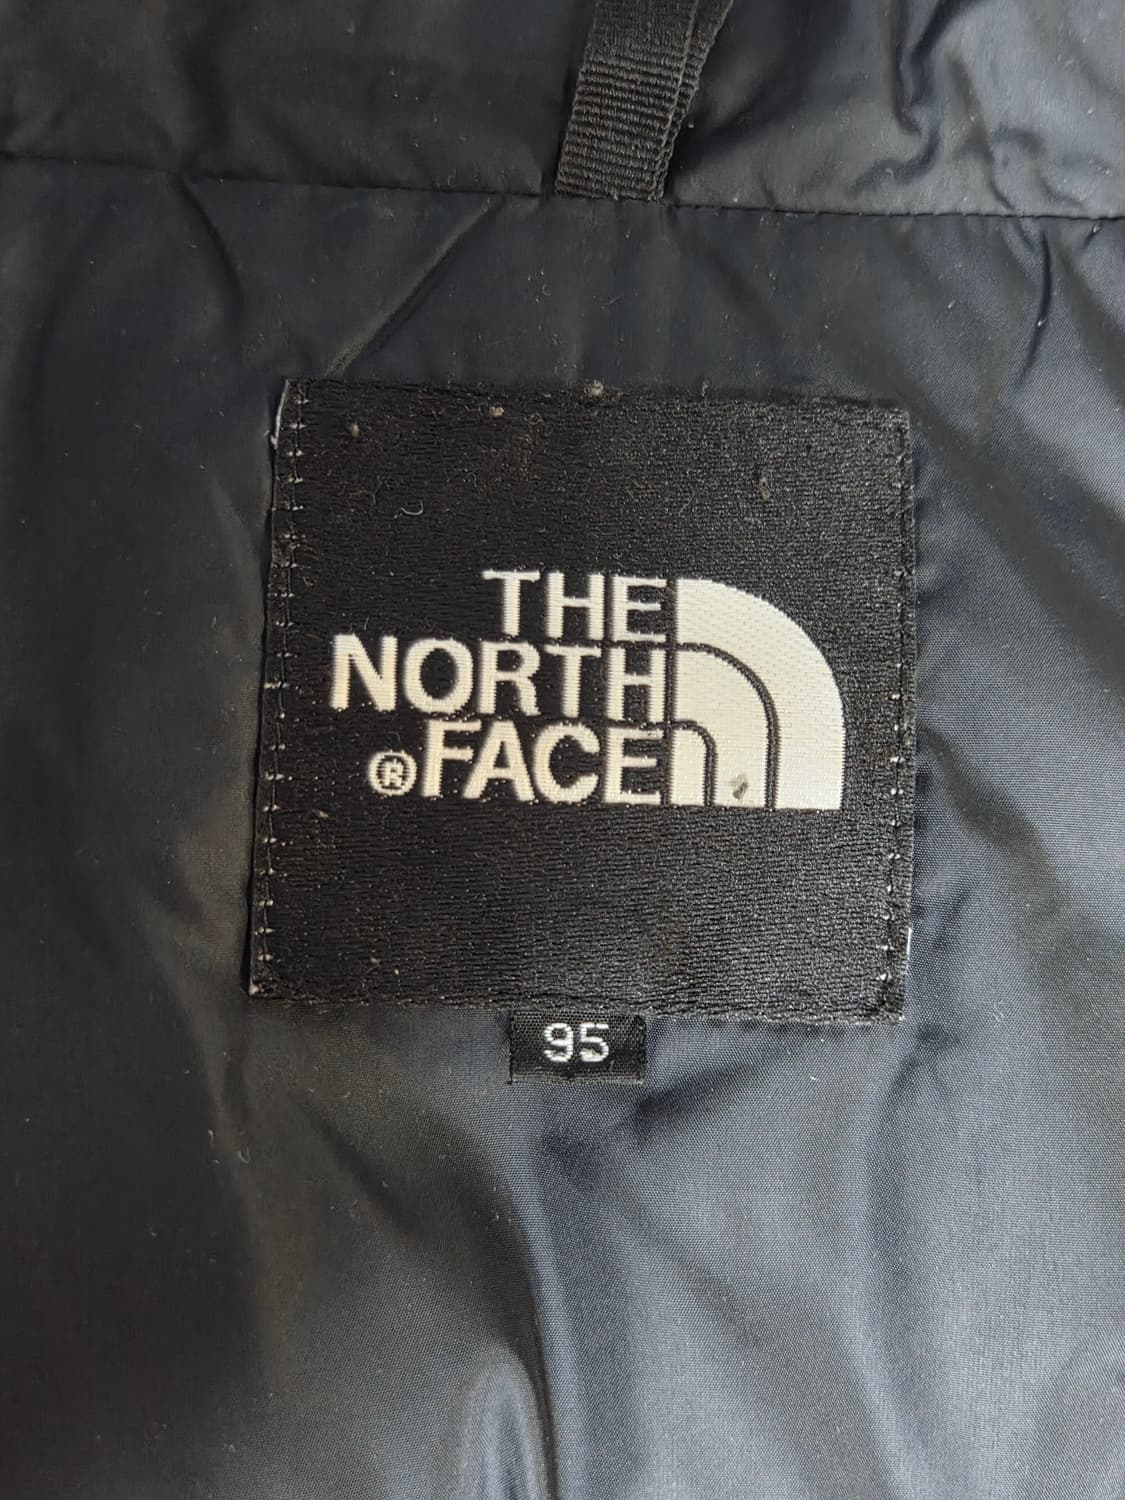 THE
NORTH
®FACE
95